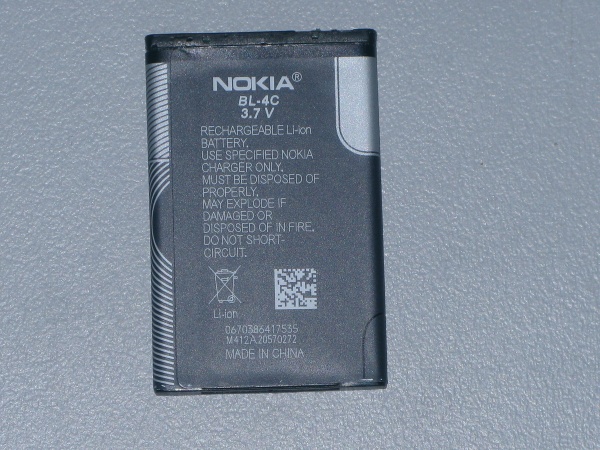 NOKIA®
BL-4C
3.7 V
RECHARGEABLE Li-ion
BATTERY.
USE SPECIFIED NOKIA
CHARGER ONLY.
MUST BE DISPOSED OF
PROPERLY.
MAY EXPLODE IF
DAMAGED OR
DISPOSED OF IN FIRE.
DO NOT SHORT-
CIRCUIT.
Li-ion
0670386417535
M412A20570272
MADE IN CHINA